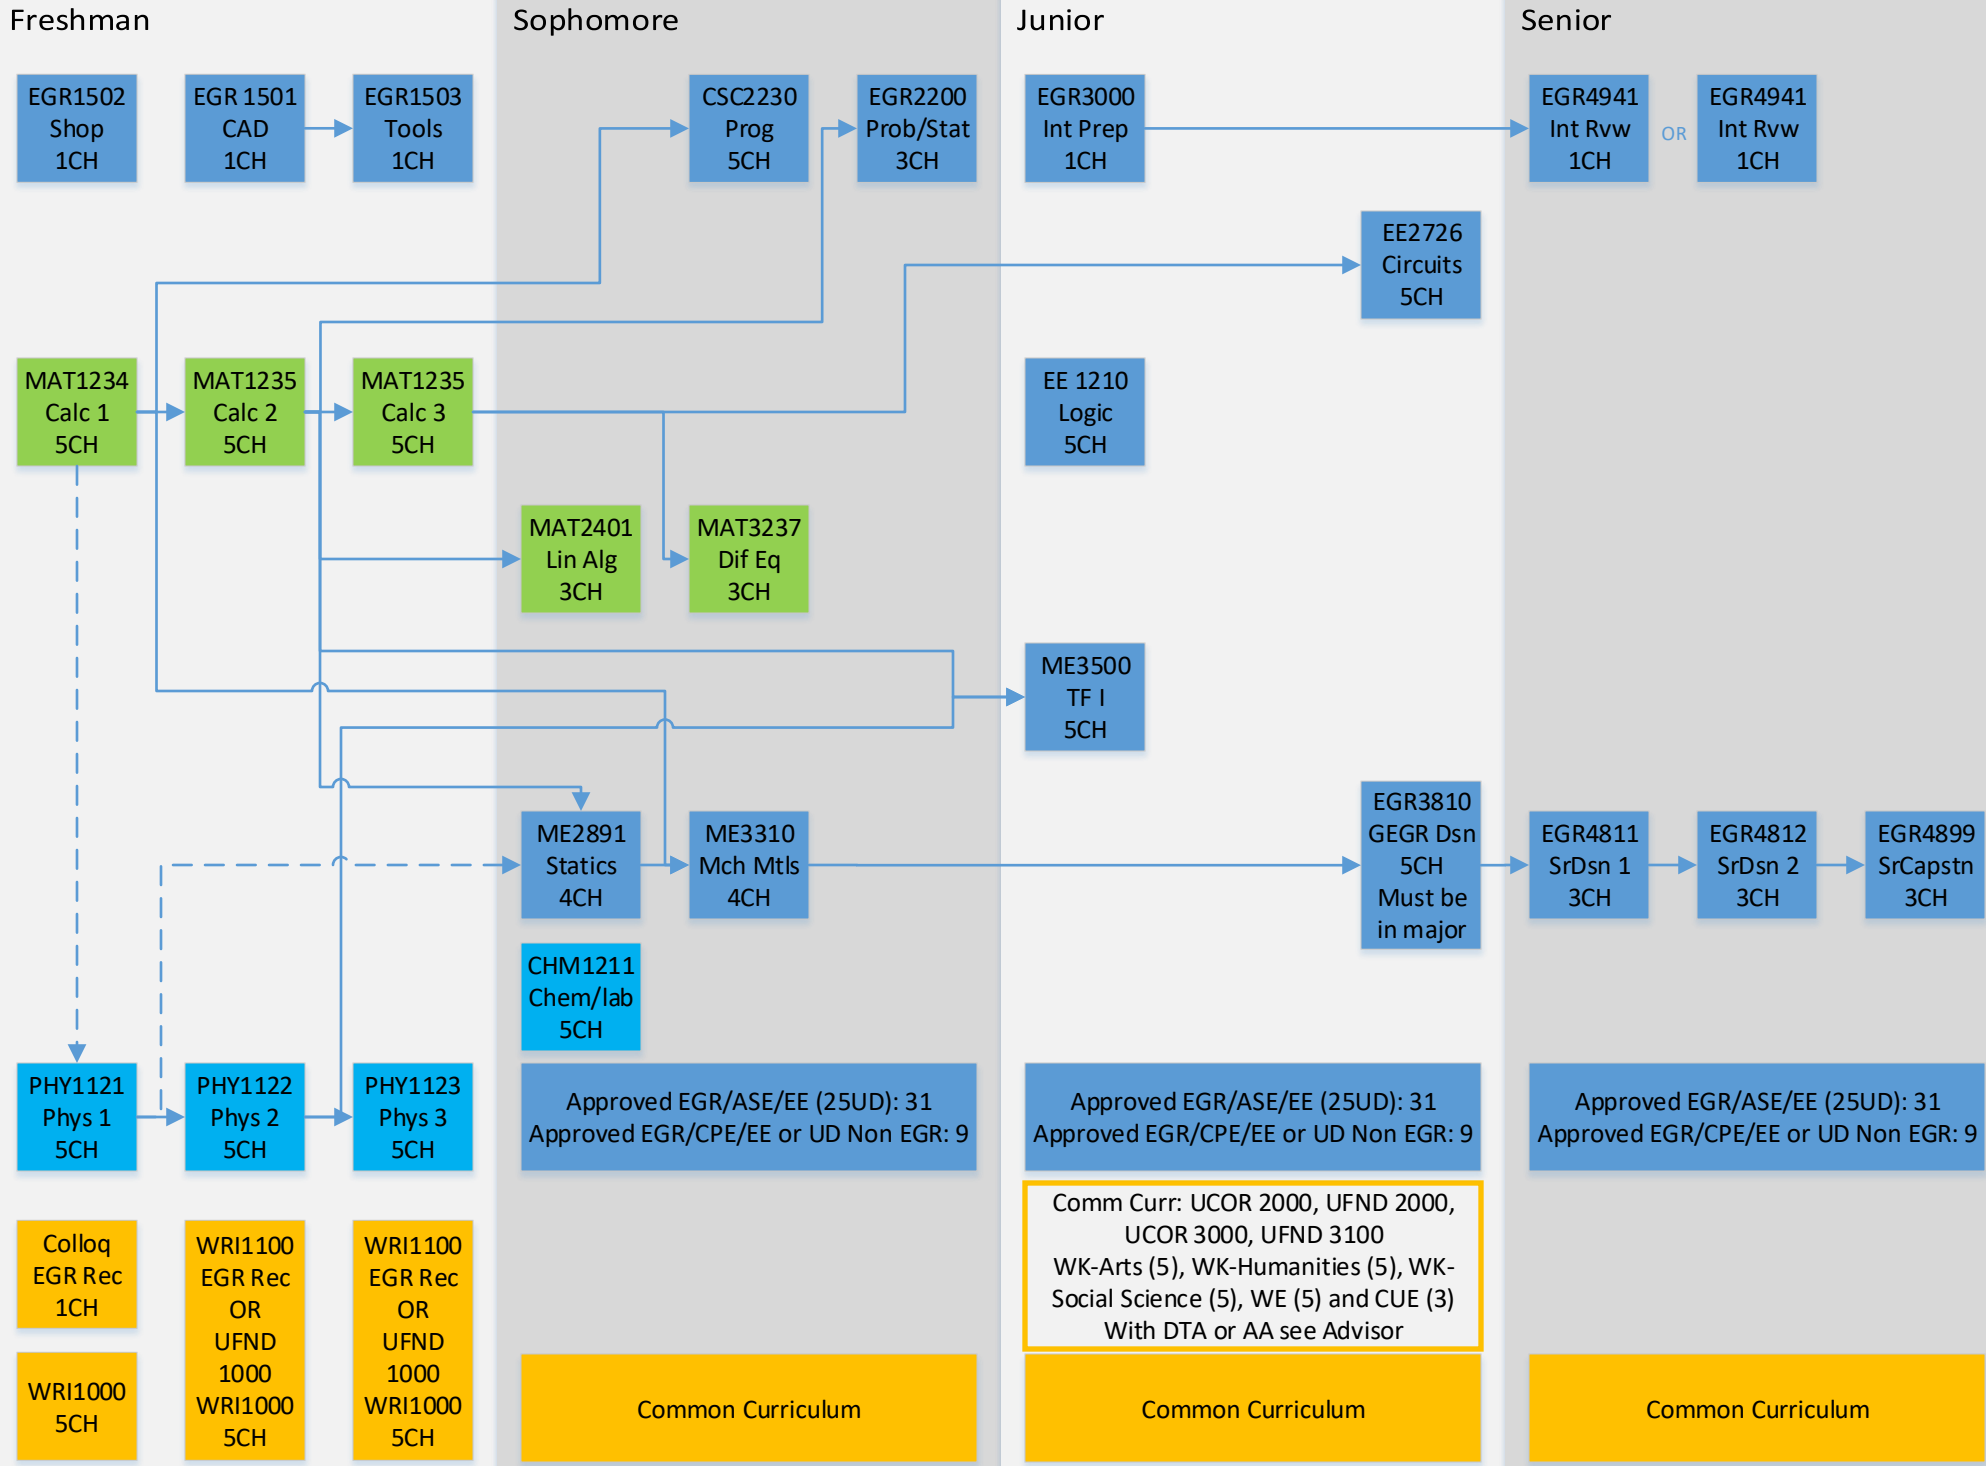 Freshman
Sophomore
Junior
Senior
EGR1502
Shop
1CH
EGR 1501
CAD
1CH
EGR1503
Tools
1CH
CSC2230
Prog
5CH
EGR2200
Prob/Stat
3CH
EGR3000
Int Prep
1CH
EGR4941
Int Rvw
1CH
OR
EGR4941
Int Rvw
1CH
EE2726
Circuits
5CH
MAT1234
Calc 1
5CH
MAT1235
Calc 2
5CH
MAT1235
Calc 3
5CH
EE 1210
Logic
5CH
MAT2401
Lin Alg
3CH
MAT3237
Dif Eq
3CH
ME3500
TF I
5CH
ME2891
Statics
4CH
ME3310
Mch Mtls
4CH
EGR3810
GEGR Dsn
5CH
Must be
in major
EGR4811
SrDsn 1
3CH
EGR4812
SrDsn 2
3CH
EGR4899
SrCapstn
3CH
CHM1211
Chem/lab
5CH
PHY1121
Phys 1
5CH
PHY1122
Phys 2
5CH
PHY1123
Phys 3
5CH
Approved EGR/ASE/EE (25UD): 31
Approved EGR/CPE/EE or UD Non EGR: 9
Approved EGR/ASE/EE (25UD): 31
Approved EGR/CPE/EE or UD Non EGR: 9
Approved EGR/ASE/EE (25UD): 31
Approved EGR/CPE/EE or UD Non EGR: 9
Comm Curr: UCOR 2000, UFND 2000,
UCOR 3000, UFND 3100
WK-Arts (5), WK-Humanities (5), WK-
Social Science (5), WE (5) and CUE (3)
With DTA or AA see Advisor
Colloq
EGR Rec
1CH
WRI1000
5CH
WRI1100
EGR Rec
OR
UFND
1000
WRI1000
5CH
WRI1100
EGR Rec
OR
UFND
1000
WRI1000
5CH
Common Curriculum
Common Curriculum
Common Curriculum